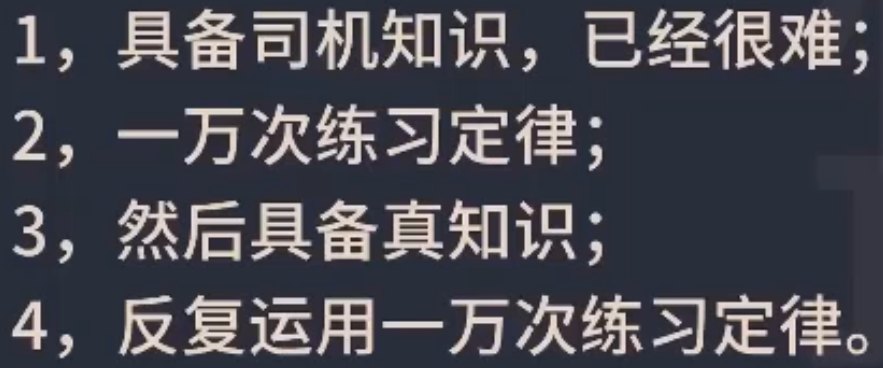 1，具备司机知识，已经很难；
2，一万次练习定律；
3，然后具备真知识；
4，反复运用一万次练习定律。